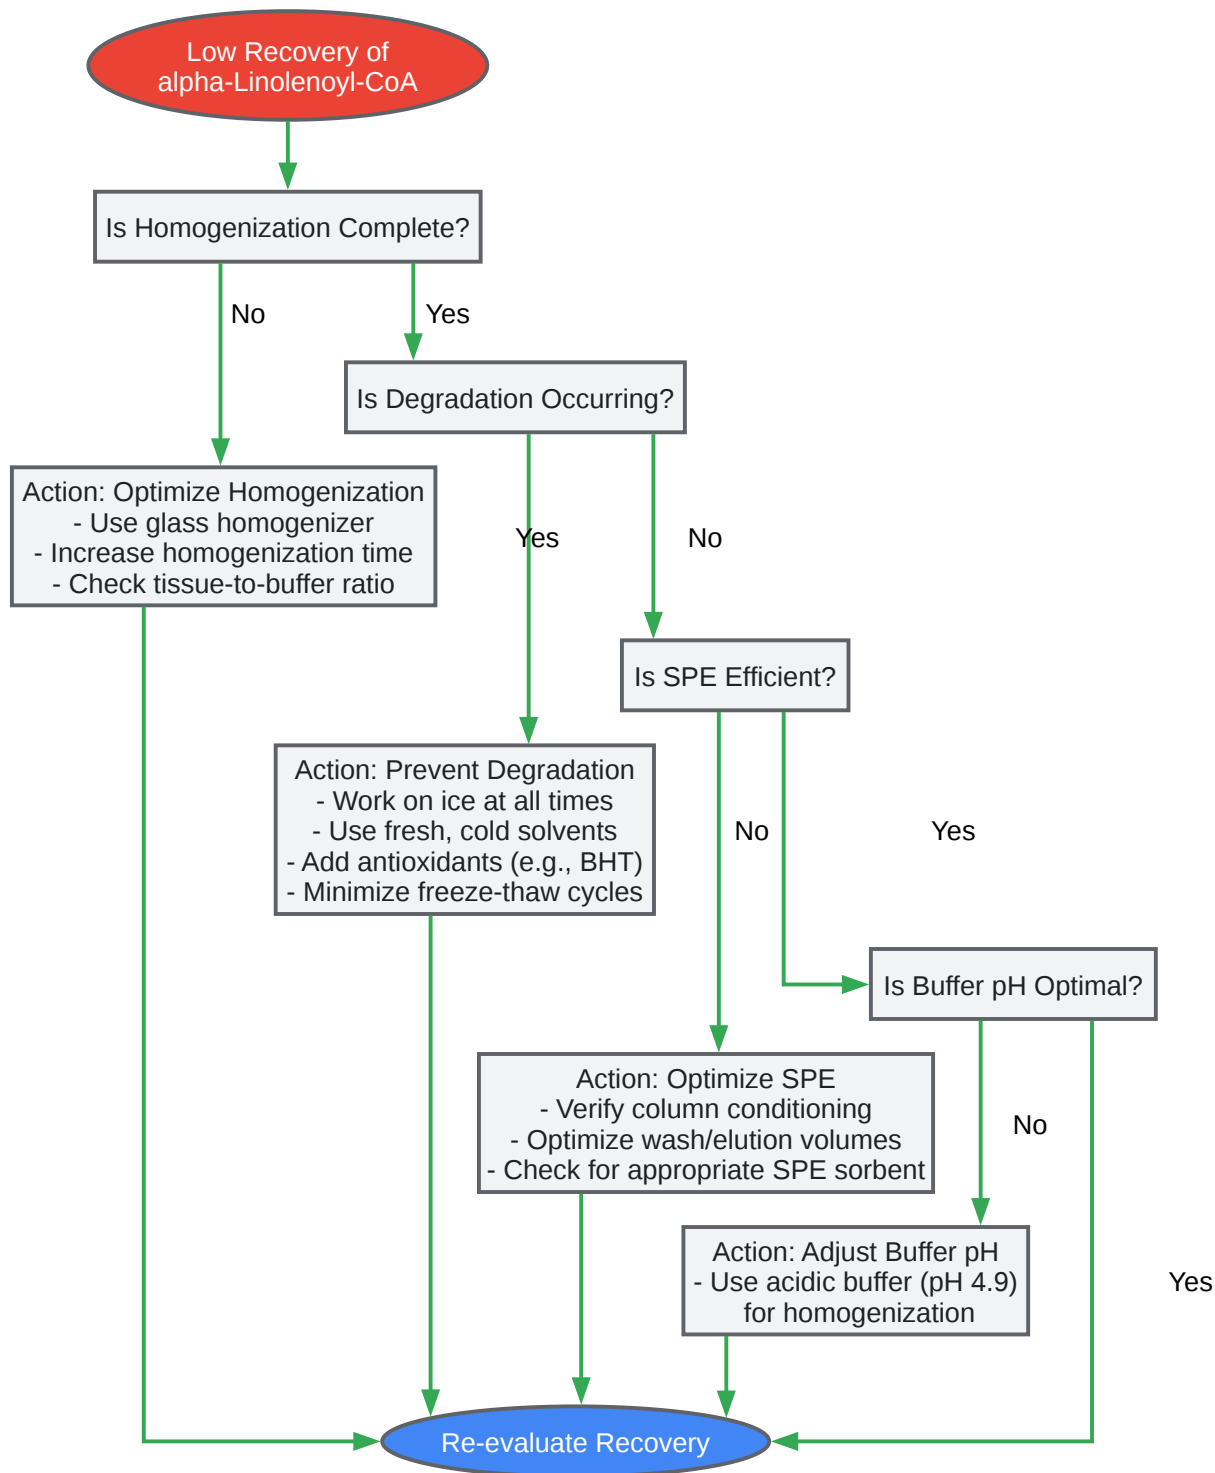 Low Recovery of
alpha-Linolenoyl-CoA
Is Homogenization Complete?
No
Yes
Is Degradation Occurring?
Action: Optimize Homogenization
- Use glass homogenizer
- Increase homogenization time
- Check tissue-to-buffer ratio
Yes
No
Is SPE Efficient?
Action: Prevent Degradation
- Work on ice at all times
- Use fresh, cold solvents
- Add antioxidants (e.g., BHT)
- Minimize freeze-thaw cycles
No
Yes
Is Buffer pH Optimal?
Action: Optimize SPE
- Verify column conditioning
- Optimize wash/elution volumes
- Check for appropriate SPE sorbent
No
Action: Adjust Buffer pH
- Use acidic buffer (pH 4.9)
for homogenization
Yes
Re-evaluate Recovery